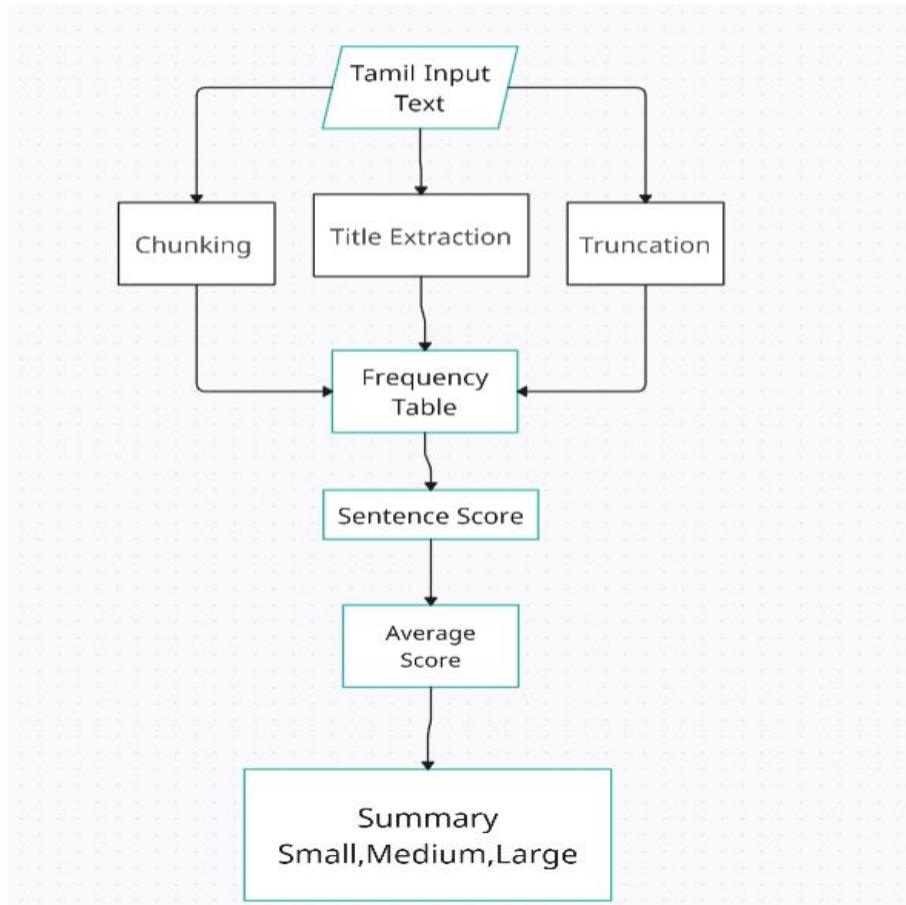 Tamil Input
Text
Chunking
Title Extraction
Truncation
Frequency
Table
Sentence Score
Average
Score
Summary
Small,Medium,Large